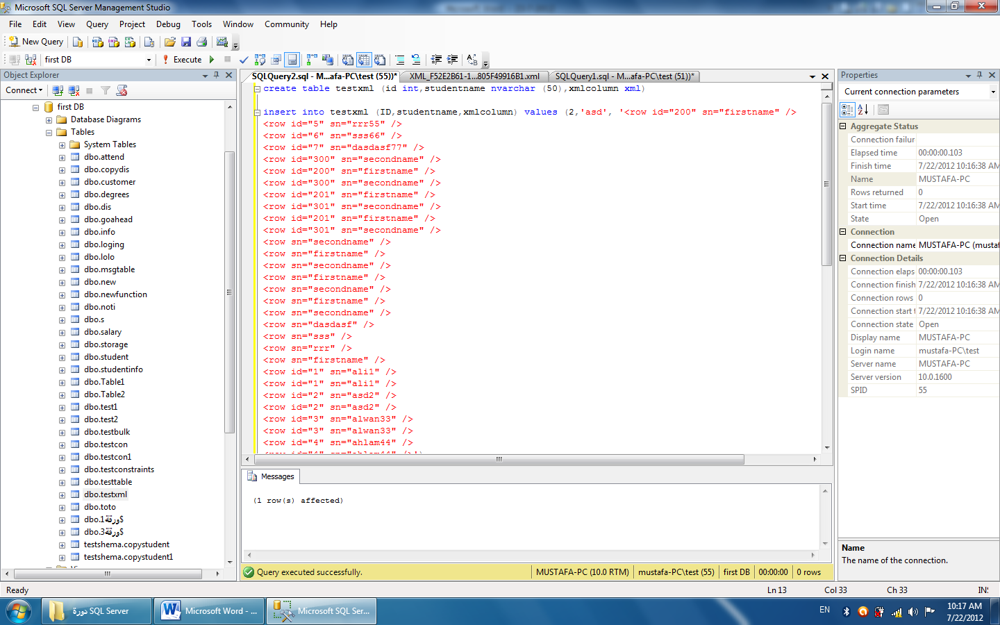 Microsoft SQL Server Management Studio
File Edit View Query Project Debug Tools Window Community Help
New Query
first DB Execute
Object Explorer
Connect
first DB
Database Diagrams
Tables
System Tables
dbo.attend
dbo.copydis
dbo.customer
dbo.degrees
dbo.dis
dbo.goahead
dbo.info
dbo.loging
dbo.lolo
dbo.msgtable
dbo.new
dbo.newfunction
dbo.noti
dbo.s
dbo.salary
dbo.storage
dbo.student
dbo.studentinfo
dbo.Table1
dbo.Table2
dbo.test1
dbo.test2
dbo.testbulk
dbo.testcon
dbo.testcon1
dbo.testconstraints
dbo.testtable
dbo.testxml
dbo.toto
dbo.ورقة1$
dbo.ورقة3$
testshema.copystudent
testshema.copystudent1
SQLQuery2.sql - M...afa-PC\test (55))* XML_F52E2B61-1...805F49916B1.xml SQLQuery1.sql - M...afa-PC\test (51))*
create table testxml (id int,studentname nvarchar (50),xmlcolumn xml)
insert into testxml (ID,studentname,xmlcolumn) values (2,'asd', '<row id="200" sn="firstname" />
<row id="5" sn="rrr55" />
<row id="6" sn="sss66" />
<row id="7" sn="dasdasf77" />
<row id="300" sn="secondname" />
<row id="200" sn="firstname" />
<row id="300" sn="secondname" />
<row id="201" sn="firstname" />
<row id="301" sn="secondname" />
<row id="201" sn="firstname" />
<row id="301" sn="secondname" />
<row sn="secondname" />
<row sn="firstname" />
<row sn="secondname" />
<row sn="firstname" />
<row sn="secondname" />
<row sn="firstname" />
<row sn="secondname" />
<row sn="dasdasf" />
<row sn="sss" />
<row sn="rrr" />
<row sn="firstname" />
<row id="1" sn="ali1" />
<row id="1" sn="ali1" />
<row id="2" sn="asd2" />
<row id="2" sn="asd2" />
<row id="3" sn="alwan33" />
<row id="3" sn="alwan33" />
<row id="4" sn="ahlam44" />
<row id="4" sn="ahlam44" />')
Messages
(1 row(s) affected)
Query executed successfully. MUSTAFA-PC (10.0 RTM) mustafa-PC\test (55) first DB 00:00:00 0 rows
Properties
Current connection parameters
Aggregate Status
Connection failur
Elapsed time 00:00:00.103
Finish time 7/22/2012 10:16:38 AM
Name MUSTAFA-PC
Rows returned 0
Start time 7/22/2012 10:16:38 AM
State Open
Connection
Connection name MUSTAFA-PC (mustaf
Connection Details
Connection elaps 00:00:00.103
Connection finish 7/22/2012 10:16:38 AM
Connection rows 0
Connection start t 7/22/2012 10:16:38 AM
Connection state Open
Display name MUSTAFA-PC
Login name mustafa-PC\test
Server name MUSTAFA-PC
Server version 10.0.1600
SPID 55
Name
The name of the connection.
Ready Ln 13 Col 33 Ch 33 INS
دورة SQL Server Microsoft Word - ... Microsoft SQL Ser... EN 10:17 AM
7/22/2012